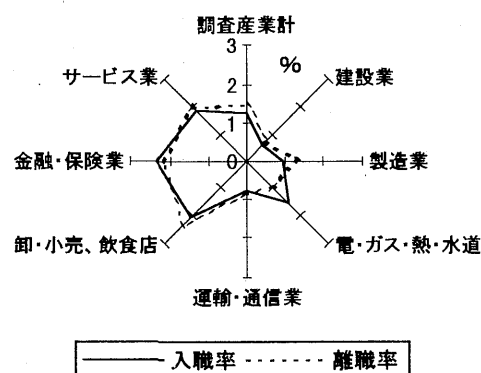 調査産業計
3
%
2
サービス業
建設業
1
金融・保険業
0
製造業
卸・小売、飲食店
電・ガス・熱・水道
運輸・通信業
入職率 離職率